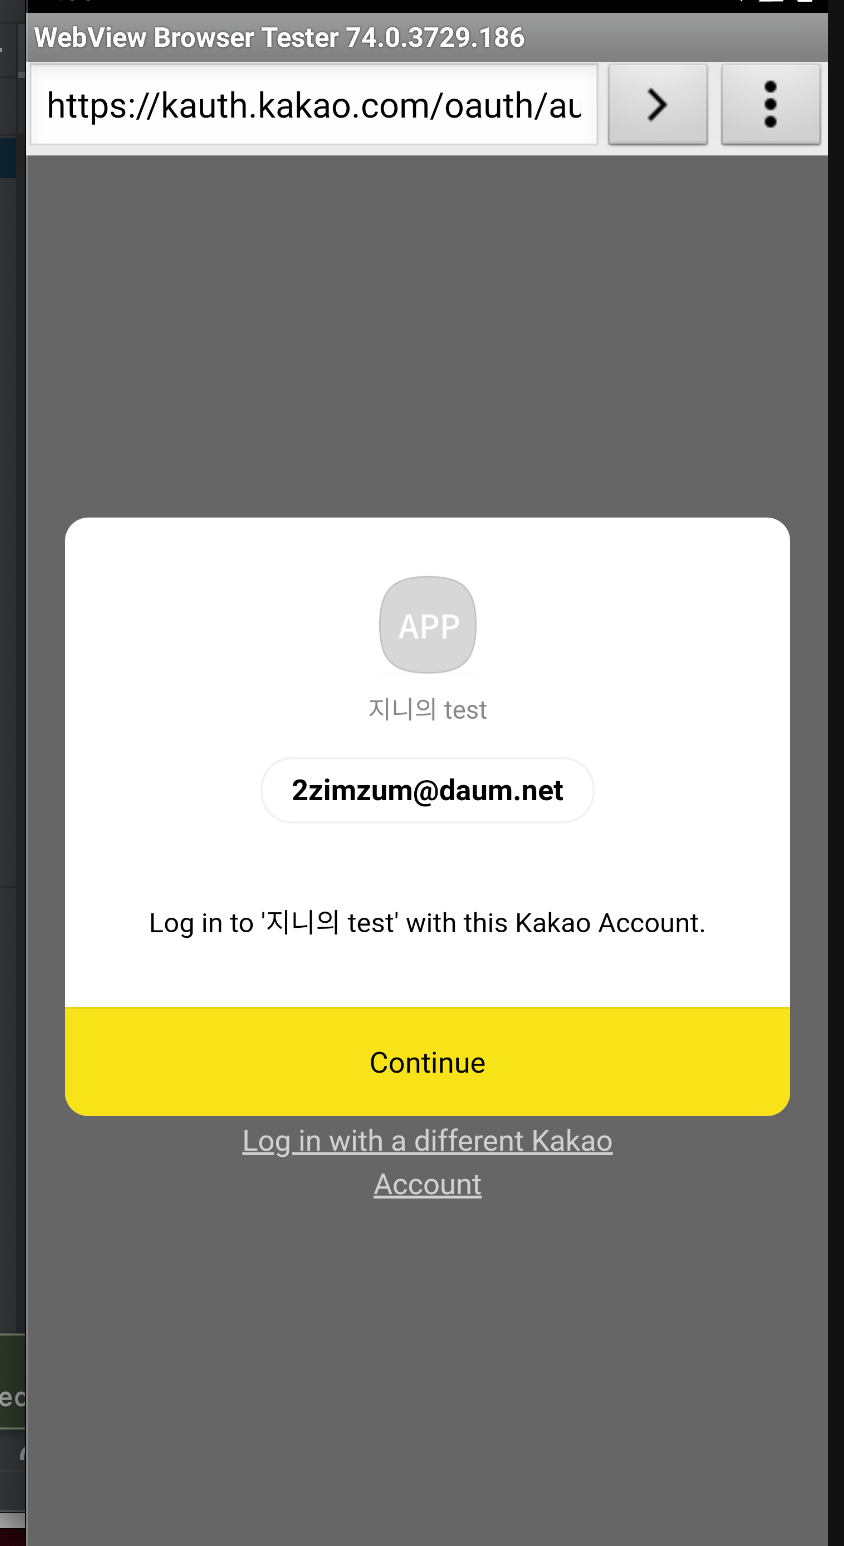 WebView Browser Tester 74.0.3729.186
https://kauth.kakao.com/oauth/au
APP
지니의 test
2zimzum@daum.net
Log in to '지니의 test' with this Kakao Account.
Continue
Log in with a different Kakao
Account